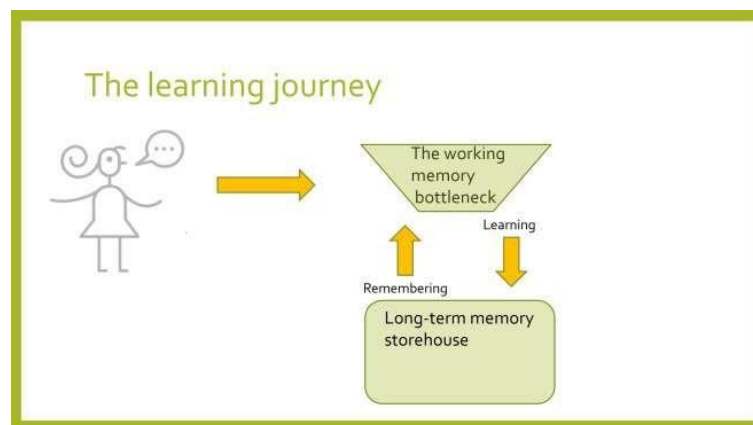 The learning journey
The working
memory
bottleneck
Learning
Remembering
Long-term memory
storehouse